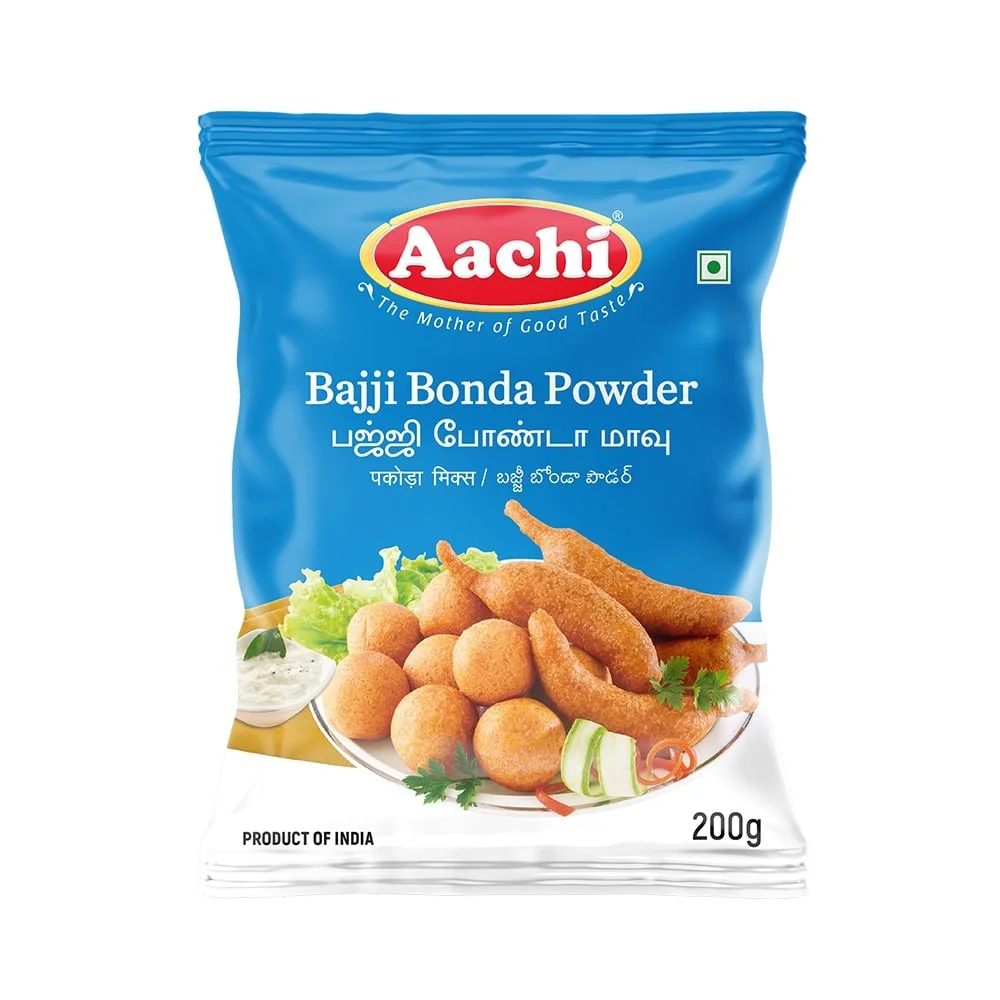 Aachi®
The Mother of Good Taste
Bajji Bonda Powder
பஜ்ஜி போண்டா மாவு
पकोड़ा मिक्स / బజ్జీ బోండా పౌడర్
PRODUCT OF INDIA
200g